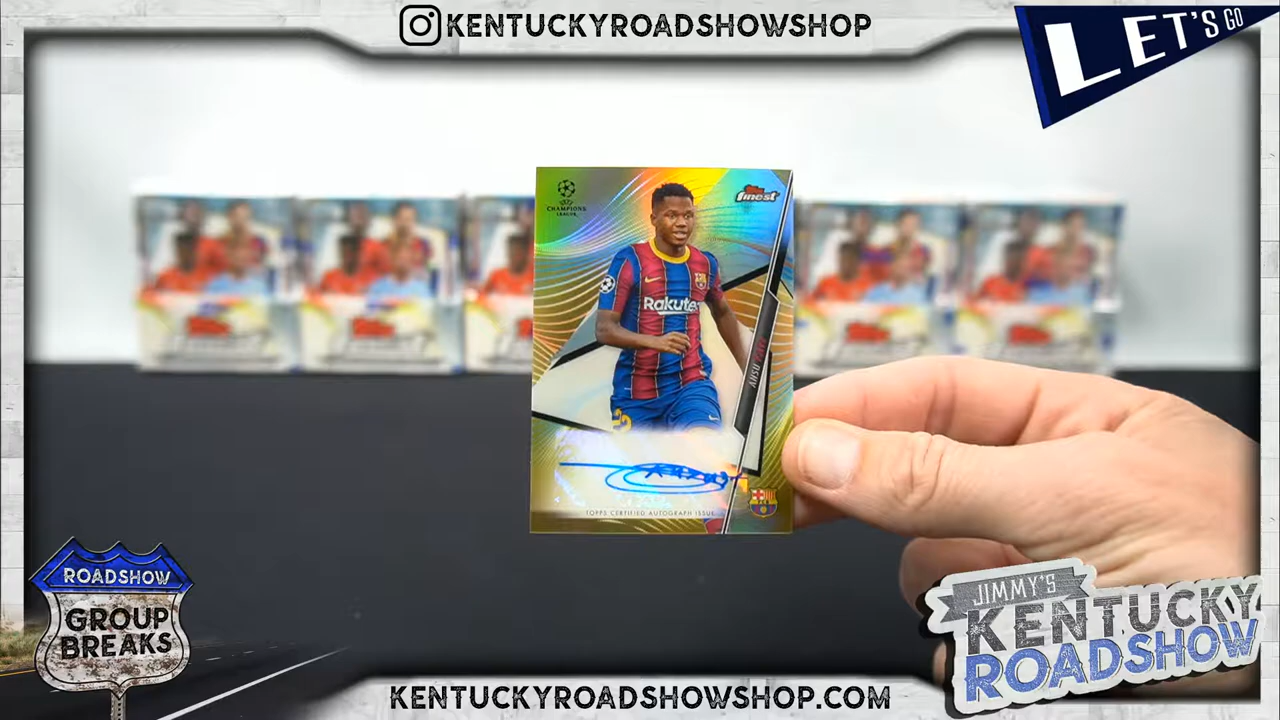 KENTUCKYROADSHOWSHOP
LET'S GO
CHAMPIONS
LEAGUE
Topps
finest
Rakuten
ANSU FATI
TOPPS CERTIFIED AUTOGRAPH ISSUE
ROADSHOW
GROUP
BREAKS
JIMMY'S
KENTUCKY
ROADSHOW
KENTUCKYROADSHOWSHOP.COM